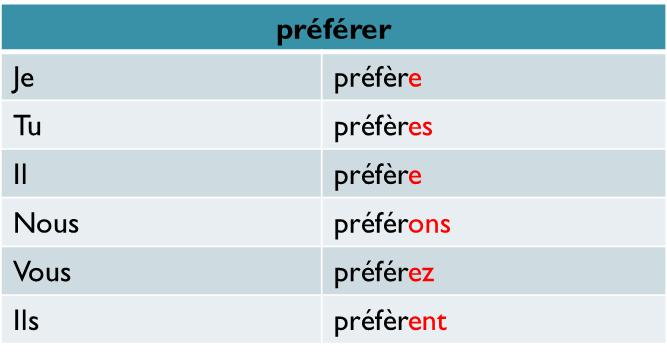 préférer
Je préfère
Tu préfères
Il préfère
Nous préférons
Vous préférez
Ils préfèrent